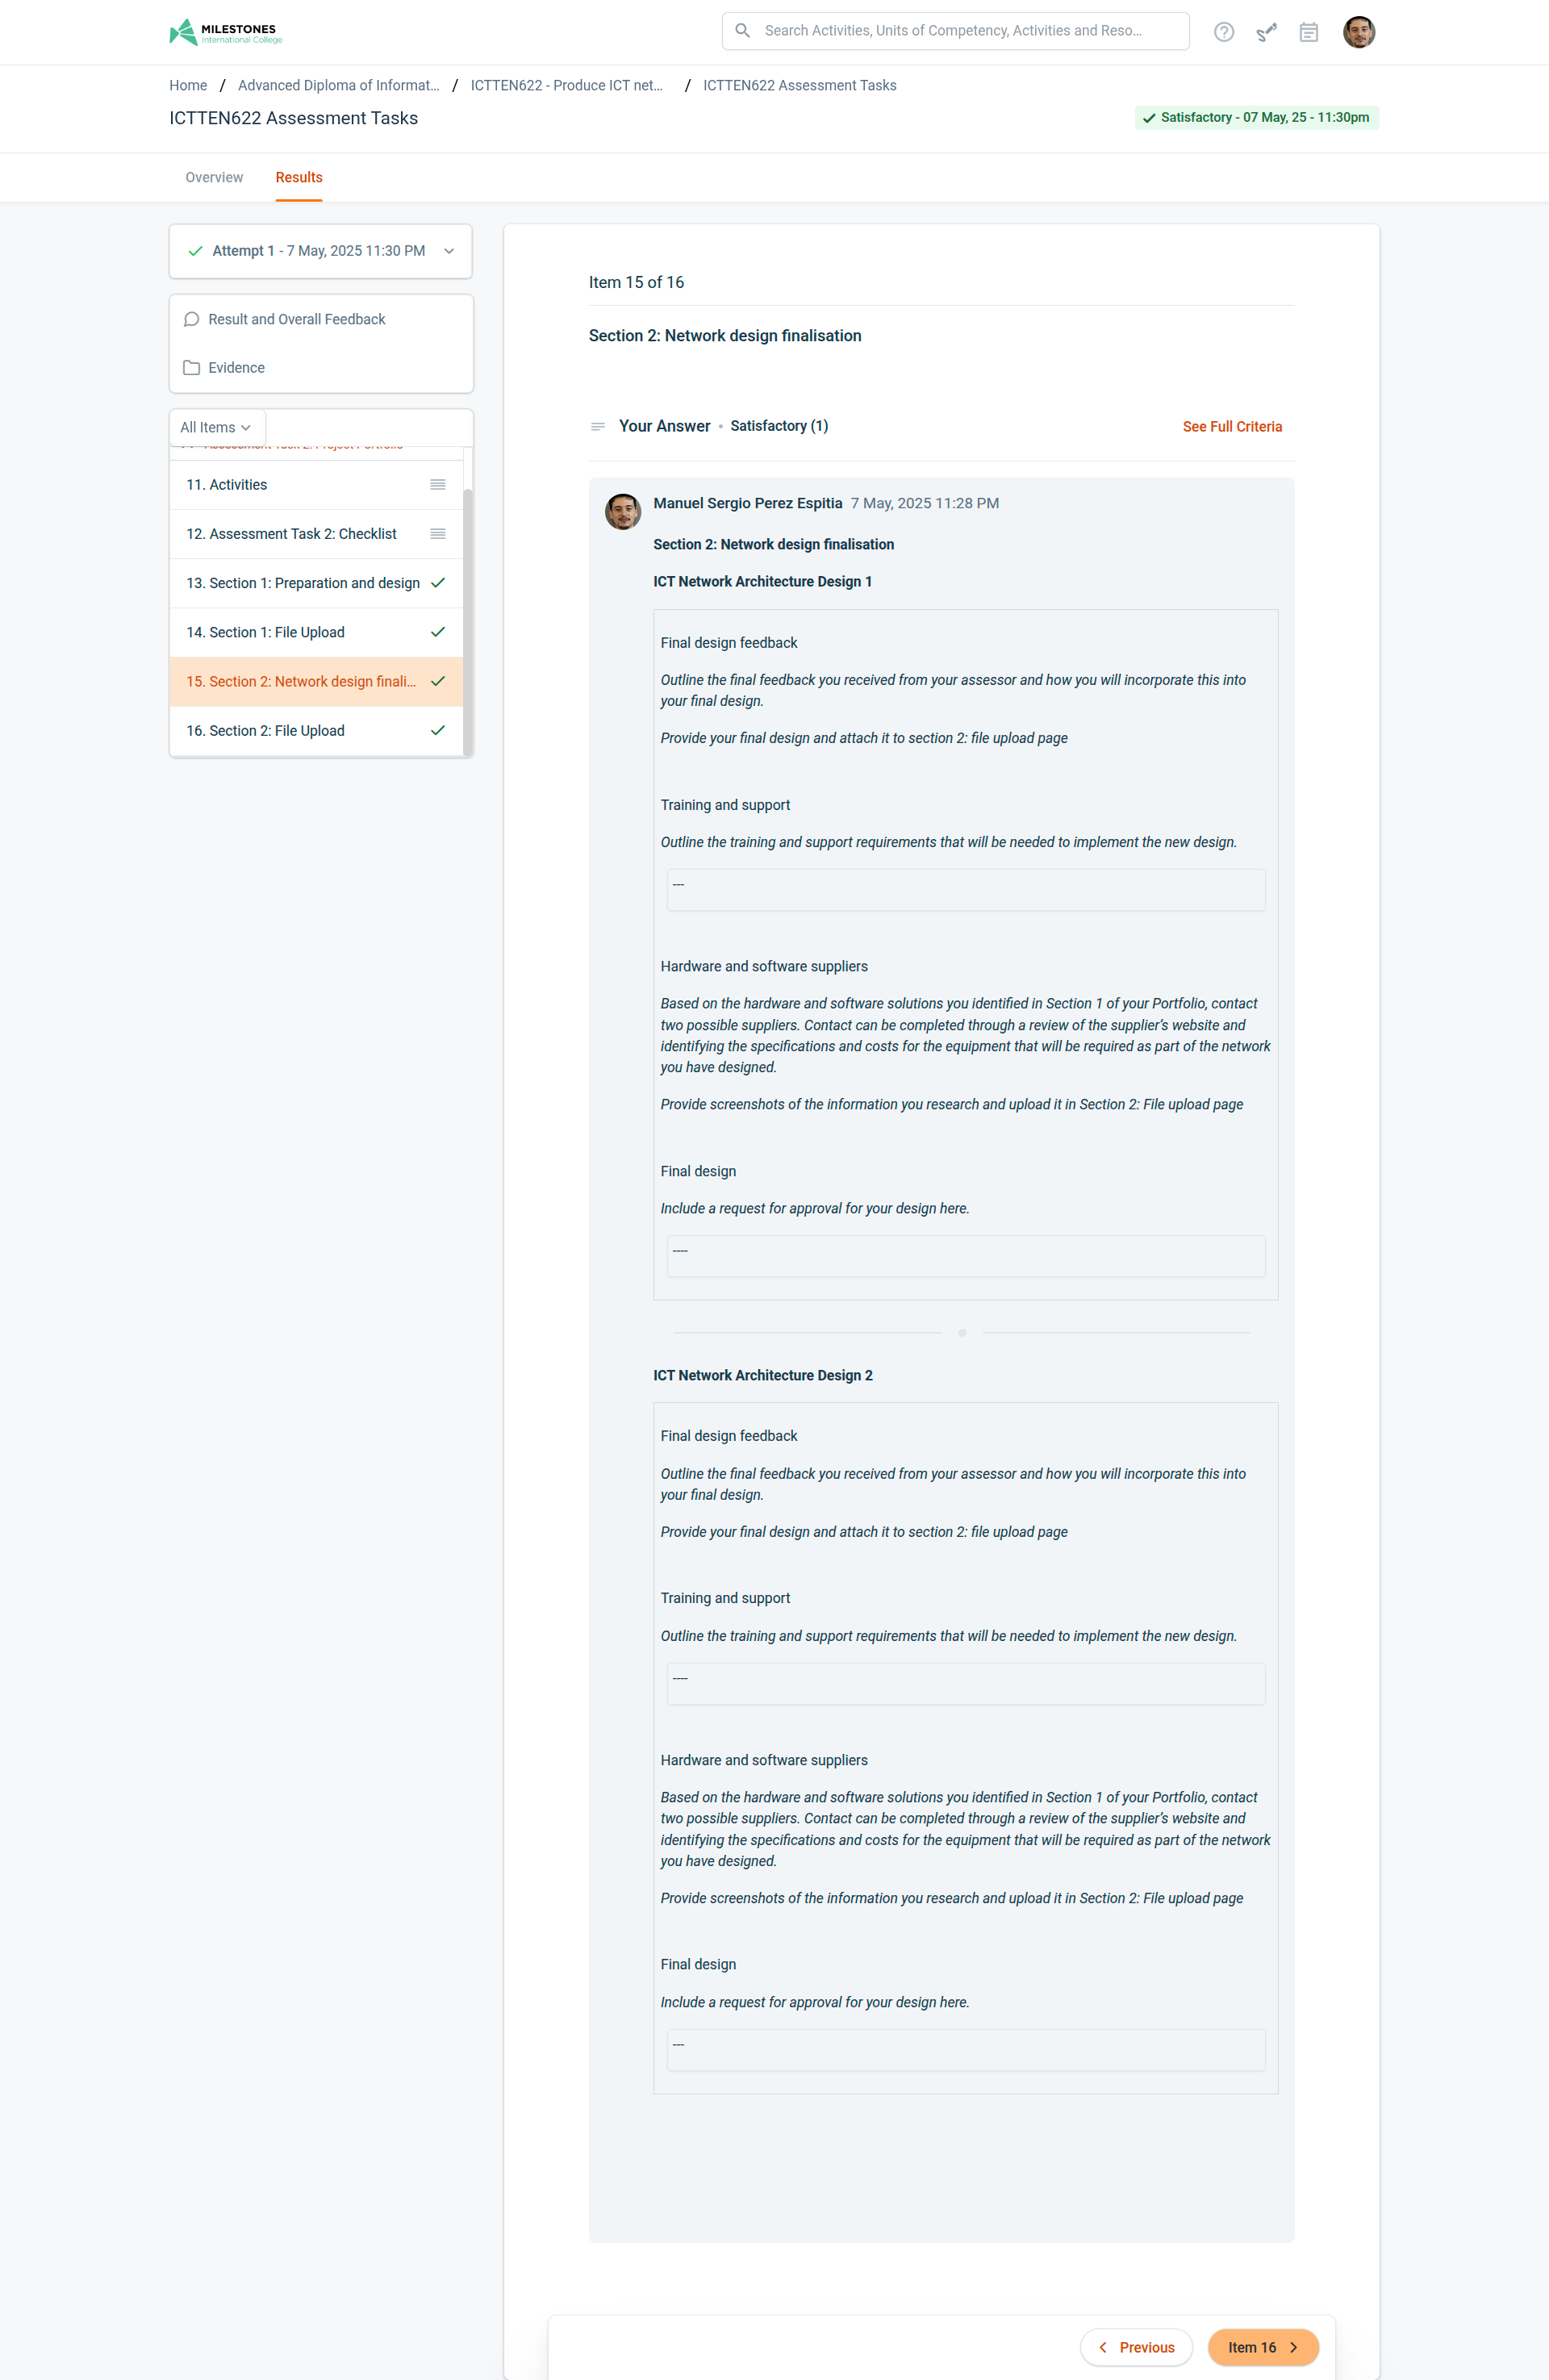 MILESTONES
International College
Search Activities, Units of Competency, Activities and Reso...
Home / Advanced Diploma of Informat... / ICTTEN622 - Produce ICT net... / ICTTEN622 Assessment Tasks
ICTTEN622 Assessment Tasks
Satisfactory - 07 May, 25 - 11:30pm
Overview
Results
Attempt 1 - 7 May, 2025 11:30 PM
Result and Overall Feedback
Evidence
All Items
Assessment Task 2: Project Portfolio
11. Activities
12. Assessment Task 2: Checklist
13. Section 1: Preparation and design
14. Section 1: File Upload
15. Section 2: Network design finali...
16. Section 2: File Upload
Item 15 of 16
Section 2: Network design finalisation
Your Answer • Satisfactory (1)
See Full Criteria
Manuel Sergio Perez Espitia 7 May, 2025 11:28 PM
Section 2: Network design finalisation
ICT Network Architecture Design 1
Final design feedback
Outline the final feedback you received from your assessor and how you will incorporate this into
your final design.
Provide your final design and attach it to section 2: file upload page
Training and support
Outline the training and support requirements that will be needed to implement the new design.
---
Hardware and software suppliers
Based on the hardware and software solutions you identified in Section 1 of your Portfolio, contact
two possible suppliers. Contact can be completed through a review of the supplier's website and
identifying the specifications and costs for the equipment that will be required as part of the network
you have designed.
Provide screenshots of the information you research and upload it in Section 2: File upload page
Final design
Include a request for approval for your design here.
----
ICT Network Architecture Design 2
Final design feedback
Outline the final feedback you received from your assessor and how you will incorporate this into
your final design.
Provide your final design and attach it to section 2: file upload page
Training and support
Outline the training and support requirements that will be needed to implement the new design.
----
Hardware and software suppliers
Based on the hardware and software solutions you identified in Section 1 of your Portfolio, contact
two possible suppliers. Contact can be completed through a review of the supplier's website and
identifying the specifications and costs for the equipment that will be required as part of the network
you have designed.
Provide screenshots of the information you research and upload it in Section 2: File upload page
Final design
Include a request for approval for your design here.
---
Previous
Item 16